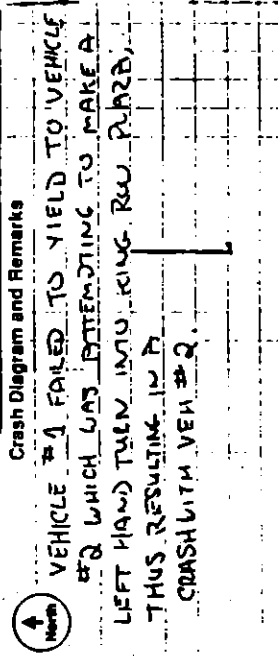 Crash Diagram and Remarks
North
VEHICLE #1 FAILED TO YIELD TO VEHICLE
#2 WHICH WAS ATTEMPTING TO MAKE A
LEFT HAND TURN INTO KING RW PLAZA,
THUS RESULTING IN A
CRASH WITH VEH #2.